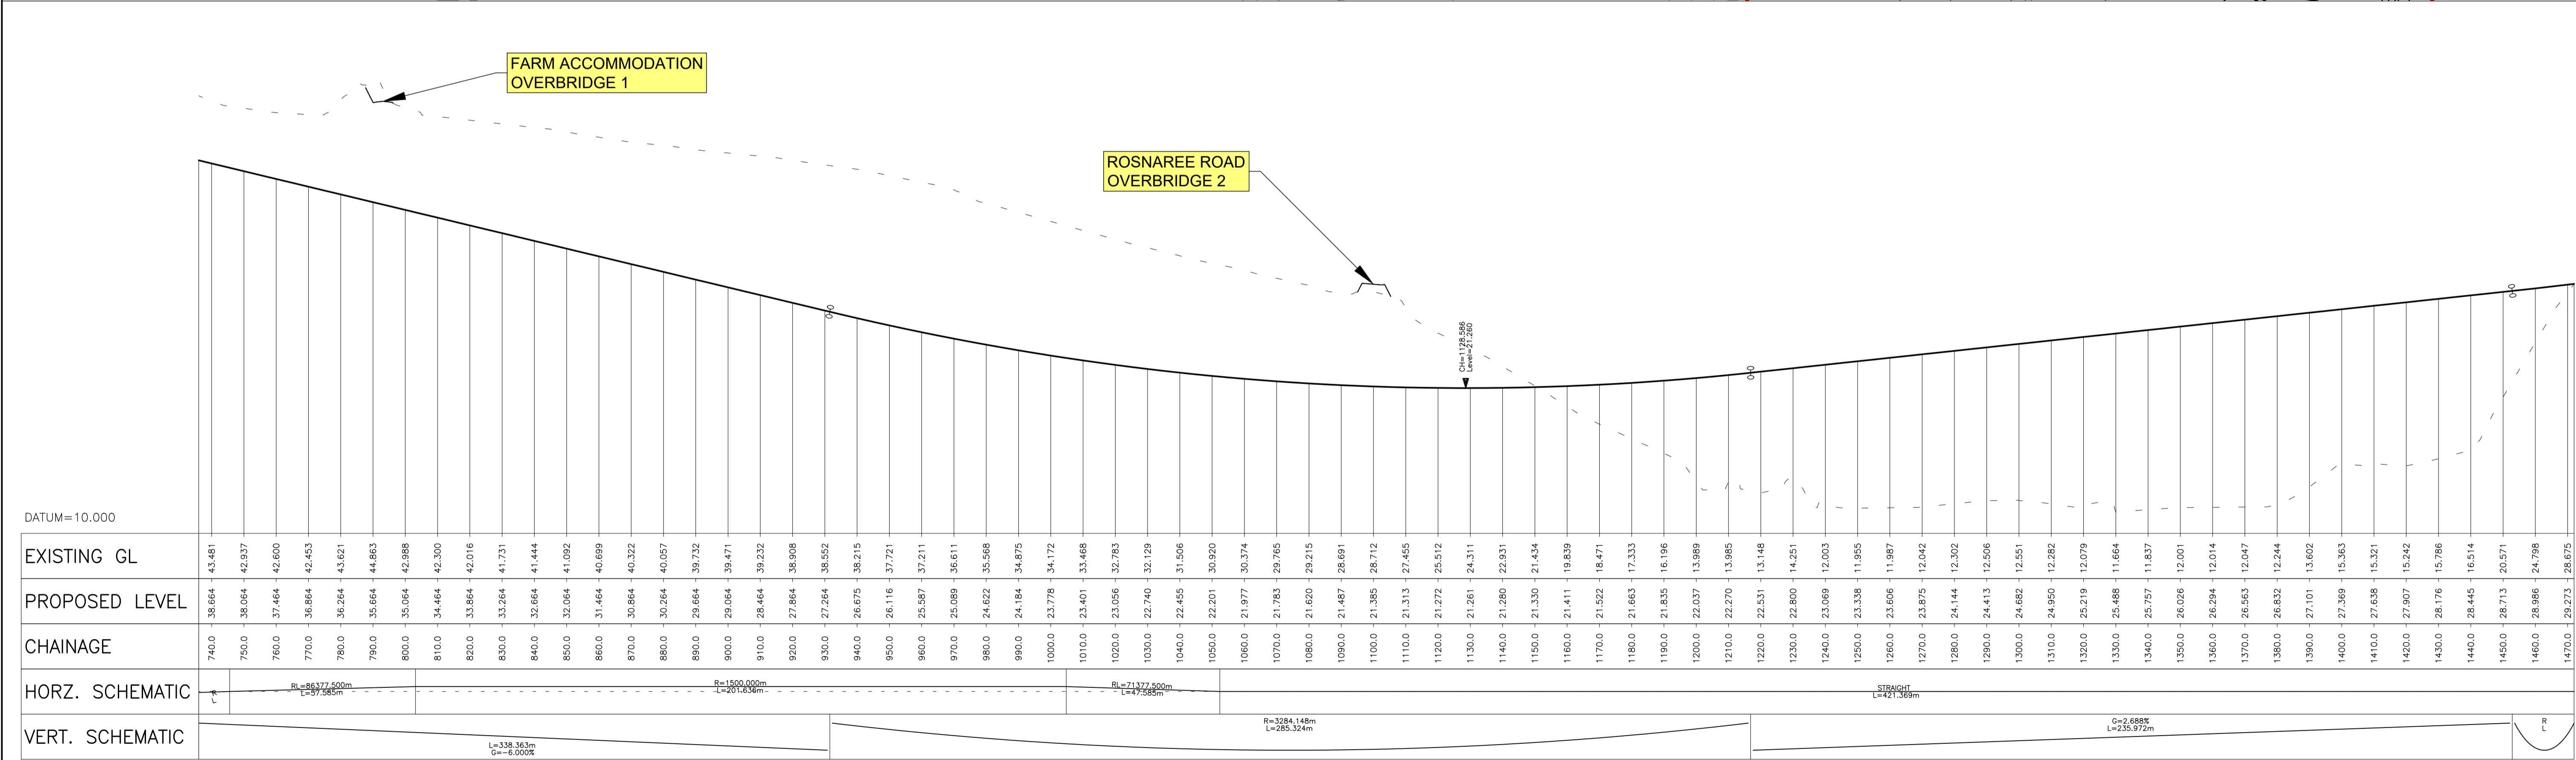 FARM ACCOMMODATION
OVERBRIDGE 1
ROSNAREE ROAD
OVERBRIDGE 2
CH=1128.586
Level=21.260
DATUM=10.000
EXISTING GL 43.481 42.937 42.600 42.453 43.621 44.863 42.988 42.300 42.016 41.731 41.444 41.092 40.699 40.322 40.057 39.732 39.471 39.232 38.908 38.552 38.215 37.721 37.211 36.611 35.568 34.875 34.172 33.468 32.783 32.129 31.506 30.920 30.374 29.765 29.215 28.691 28.712 27.455 25.512 24.311 22.931 21.434 19.839 18.471 17.333 16.196 13.989 13.985 13.148 14.251 12.003 11.955 11.987 12.042 12.302 12.506 12.551 12.282 12.079 11.664 11.837 12.001 12.014 12.047 12.244 13.602 15.363 15.321 15.242 15.786 16.514 20.571 24.798 28.675
PROPOSED LEVEL 38.664 38.064 37.464 36.864 36.264 35.664 35.064 34.464 33.864 33.264 32.664 32.064 31.464 30.864 30.264 29.664 29.064 28.464 27.864 27.264 26.675 26.116 25.587 25.089 24.622 24.184 23.778 23.401 23.056 22.740 22.455 22.201 21.977 21.783 21.620 21.487 21.385 21.313 21.272 21.261 21.280 21.330 21.411 21.522 21.663 21.835 22.037 22.270 22.531 22.800 23.069 23.338 23.606 23.875 24.144 24.413 24.682 24.950 25.219 25.488 25.757 26.026 26.294 26.563 26.832 27.101 27.369 27.638 27.907 28.176 28.445 28.713 28.986 29.273
CHAINAGE 740.0 750.0 760.0 770.0 780.0 790.0 800.0 810.0 820.0 830.0 840.0 850.0 860.0 870.0 880.0 890.0 900.0 910.0 920.0 930.0 940.0 950.0 960.0 970.0 980.0 990.0 1000.0 1010.0 1020.0 1030.0 1040.0 1050.0 1060.0 1070.0 1080.0 1090.0 1100.0 1110.0 1120.0 1130.0 1140.0 1150.0 1160.0 1170.0 1180.0 1190.0 1200.0 1210.0 1220.0 1230.0 1240.0 1250.0 1260.0 1270.0 1280.0 1290.0 1300.0 1310.0 1320.0 1330.0 1340.0 1350.0 1360.0 1370.0 1380.0 1390.0 1400.0 1410.0 1420.0 1430.0 1440.0 1450.0 1460.0 1470.0
HORZ. SCHEMATIC
R
L
RL=86377.500m
L=57.585m
R=1500.000m
L=201.636m
RL=71377.500m
L=47.585m
STRAIGHT
L=421.369m
VERT. SCHEMATIC
L=338.363m
G=-6.000%
R=3284.148m
L=285.324m
G=2.688%
L=235.972m
R
L